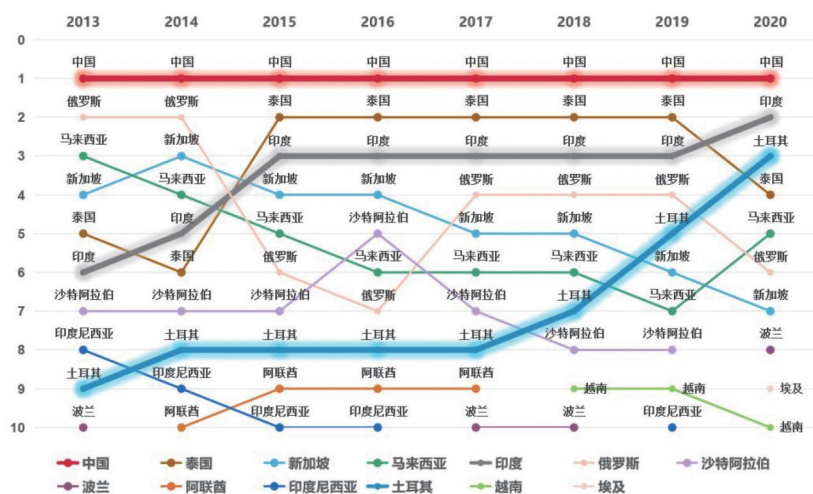 2013 2014 2015 2016 2017 2018 2019 2020
0
中国 中国 中国 中国 中国 中国 中国 中国
1
俄罗斯 俄罗斯 泰国 泰国 泰国 泰国 泰国 印度
2
马来西亚 新加坡 印度 印度 印度 印度 印度 土耳其
3
新加坡 马来西亚 新加坡 新加坡 俄罗斯 俄罗斯 俄罗斯 泰国
4
泰国 印度 马来西亚 沙特阿拉伯 新加坡 新加坡 土耳其 马来西亚
5
印度 泰国 俄罗斯 马来西亚 马来西亚 马来西亚 新加坡 俄罗斯
6
沙特阿拉伯 沙特阿拉伯 沙特阿拉伯 俄罗斯 沙特阿拉伯 土耳其 马来西亚 新加坡
7
印度尼西亚 土耳其 土耳其 土耳其 土耳其 沙特阿拉伯 沙特阿拉伯 波兰
8
土耳其 印度尼西亚 阿联酋 阿联酋 阿联酋
9 越南 越南 埃及
波兰 阿联酋 印度尼西亚 印度尼西亚 波兰 波兰 印度尼西亚
10 越南
中国 泰国 新加坡 马来西亚 印度 俄罗斯 沙特阿拉伯
波兰 阿联酋 印度尼西亚 土耳其 越南 埃及